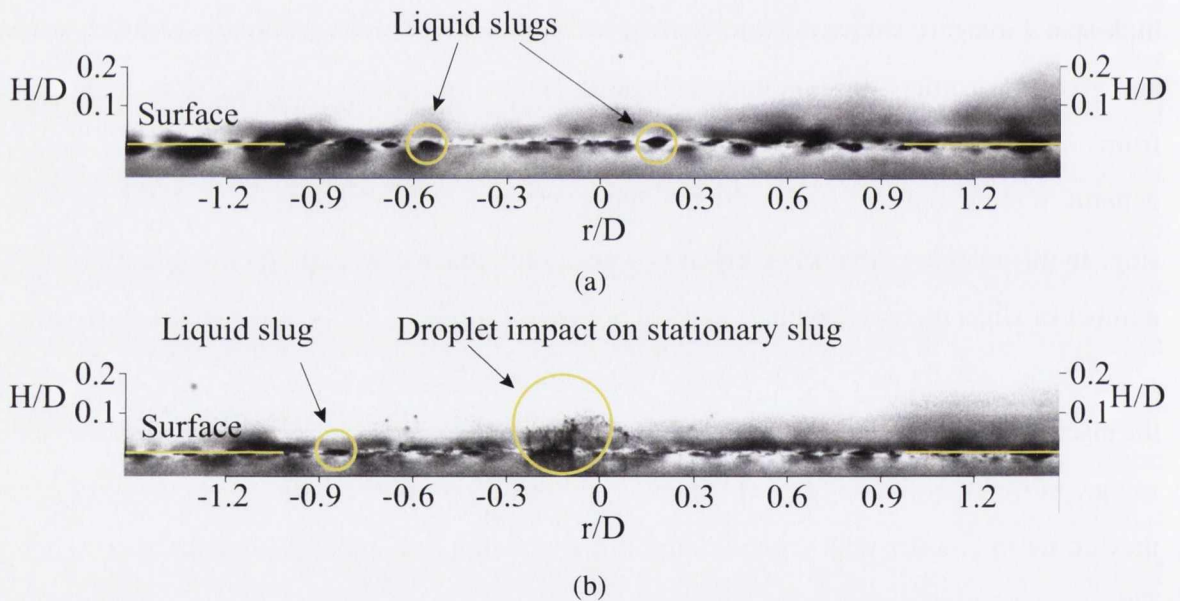 Liquid slugs
0.2
H/D
0.1
Surface
0.2
0.1
H/D
-1.2 -0.9 -0.6 -0.3 0 0.3 0.6 0.9 1.2
r/D
(a)
Liquid slug Droplet impact on stationary slug
0.2
H/D
0.1
Surface
0.2
0.1
H/D
-1.2 -0.9 -0.6 -0.3 0 0.3 0.6 0.9 1.2
r/D
(b)